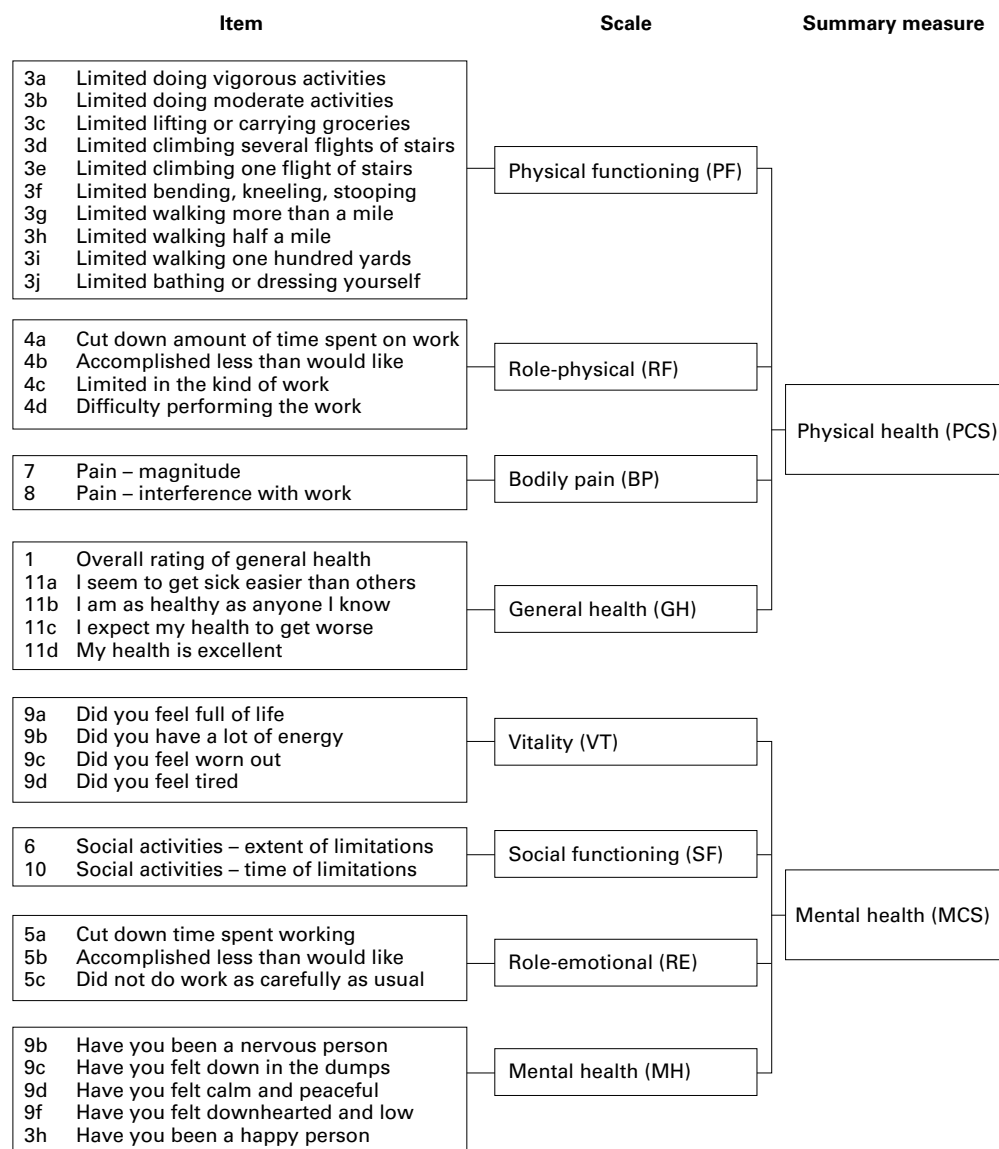 Item Scale Summary measure
3a Limited doing vigorous activities
3b Limited doing moderate activities
3c Limited lifting or carrying groceries
3d Limited climbing several flights of stairs
3e Limited climbing one flight of stairs
3f Limited bending, kneeling, stooping
3g Limited walking more than a mile
3h Limited walking half a mile
3i Limited walking one hundred yards
3j Limited bathing or dressing yourself
Physical functioning (PF)
4a Cut down amount of time spent on work
4b Accomplished less than would like
4c Limited in the kind of work
4d Difficulty performing the work
Role-physical (RF)
7 Pain – magnitude
8 Pain – interference with work
Bodily pain (BP)
1 Overall rating of general health
11a I seem to get sick easier than others
11b I am as healthy as anyone I know
11c I expect my health to get worse
11d My health is excellent
General health (GH)
Physical health (PCS)
9a Did you feel full of life
9b Did you have a lot of energy
9c Did you feel worn out
9d Did you feel tired
Vitality (VT)
6 Social activities – extent of limitations
10 Social activities – time of limitations
Social functioning (SF)
5a Cut down time spent working
5b Accomplished less than would like
5c Did not do work as carefully as usual
Role-emotional (RE)
9b Have you been a nervous person
9c Have you felt down in the dumps
9d Have you felt calm and peaceful
9f Have you felt downhearted and low
3h Have you been a happy person
Mental health (MH)
Mental health (MCS)